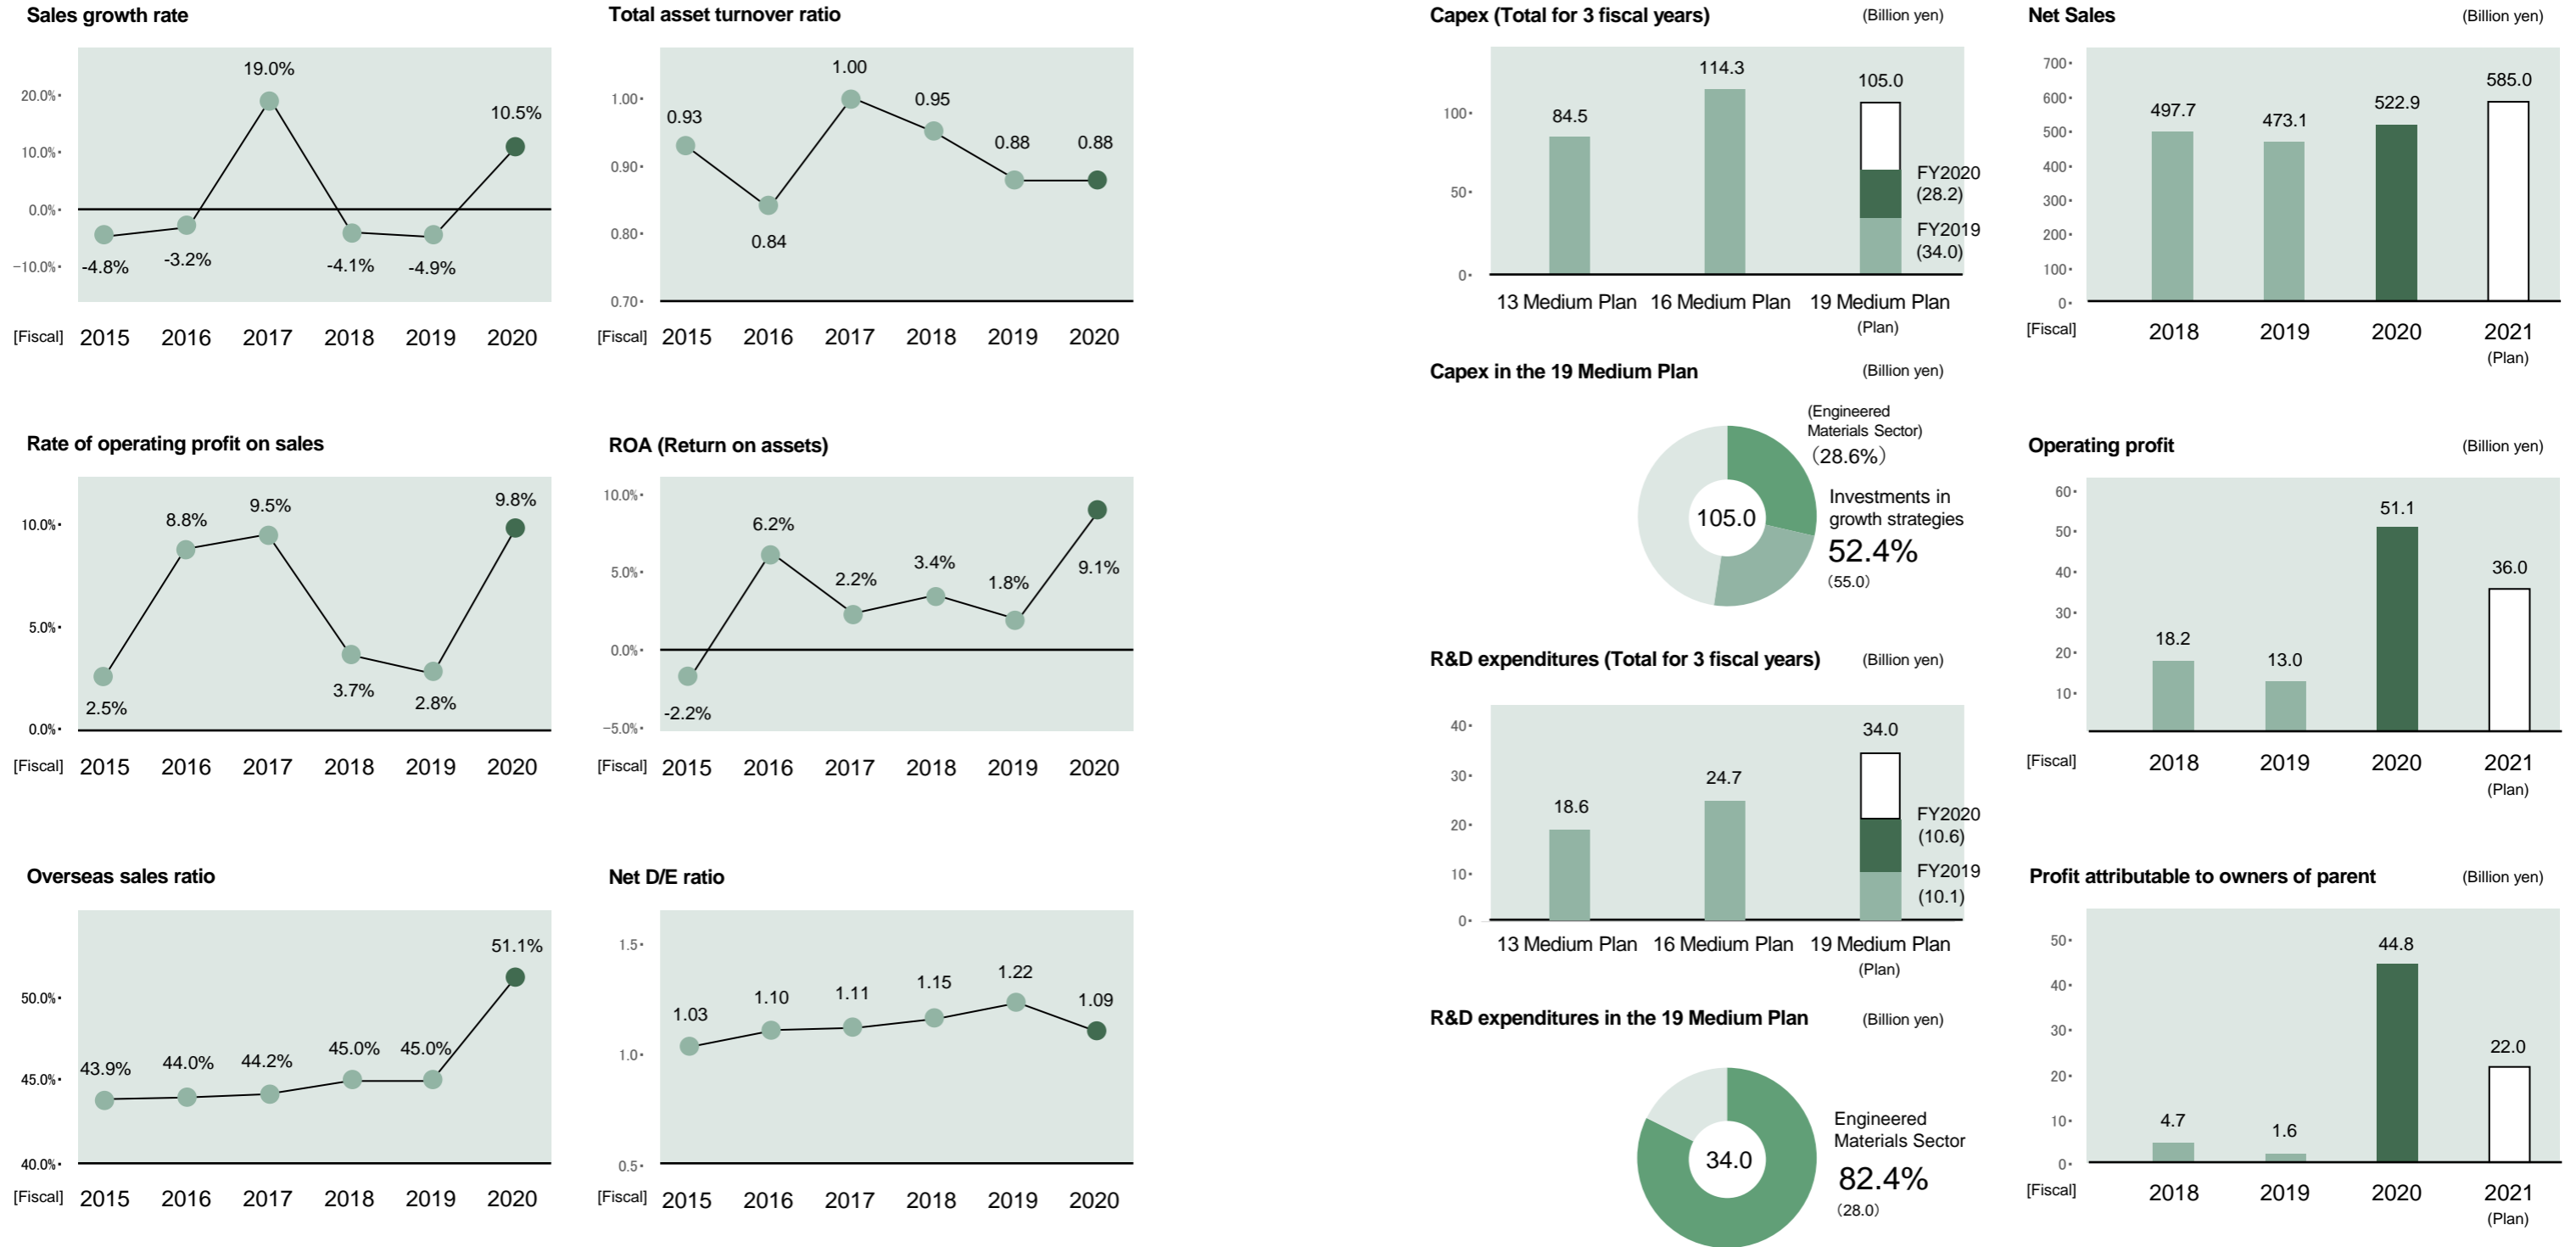 Sales growth rate
20.0%
10.0%
0.0%
−10.0%
-4.8%
-3.2%
19.0%
-4.1%
-4.9%
10.5%
[Fiscal] 2015 2016 2017 2018 2019 2020
Total asset turnover ratio
1.00
0.90
0.80
0.70
0.93
0.84
1.00
0.95
0.88
0.88
[Fiscal] 2015 2016 2017 2018 2019 2020
Rate of operating profit on sales
10.0%
5.0%
0.0%
2.5%
8.8%
9.5%
3.7%
2.8%
9.8%
[Fiscal] 2015 2016 2017 2018 2019 2020
ROA (Return on assets)
10.0%
5.0%
0.0%
−5.0%
-2.2%
6.2%
2.2%
3.4%
1.8%
9.1%
[Fiscal] 2015 2016 2017 2018 2019 2020
Overseas sales ratio
50.0%
45.0%
40.0%
43.9%
44.0%
44.2%
45.0%
45.0%
51.1%
[Fiscal] 2015 2016 2017 2018 2019 2020
Net D/E ratio
1.5
1.0
0.5
1.03
1.10
1.11
1.15
1.22
1.09
[Fiscal] 2015 2016 2017 2018 2019 2020
Capex (Total for 3 fiscal years) (Billion yen)
100
50
0
84.5
114.3
105.0
FY2020
(28.2)
FY2019
(34.0)
13 Medium Plan 16 Medium Plan 19 Medium Plan
(Plan)
Capex in the 19 Medium Plan (Billion yen)
(Engineered
Materials Sector)
（28.6%）
105.0
Investments in
growth strategies
52.4%
（55.0）
R&D expenditures (Total for 3 fiscal years) (Billion yen)
40
30
20
10
0
18.6
24.7
34.0
FY2020
(10.6)
FY2019
(10.1)
13 Medium Plan 16 Medium Plan 19 Medium Plan
(Plan)
R&D expenditures in the 19 Medium Plan (Billion yen)
34.0
Engineered
Materials Sector
82.4%
（28.0）
Net Sales (Billion yen)
700
600
500
400
300
200
100
0
497.7
473.1
522.9
585.0
[Fiscal] 2018 2019 2020 2021
(Plan)
Operating profit (Billion yen)
60
50
40
30
20
10
18.2
13.0
51.1
36.0
[Fiscal] 2018 2019 2020 2021
(Plan)
Profit attributable to owners of parent (Billion yen)
50
40
30
20
10
0
4.7
1.6
44.8
22.0
[Fiscal] 2018 2019 2020 2021
(Plan)